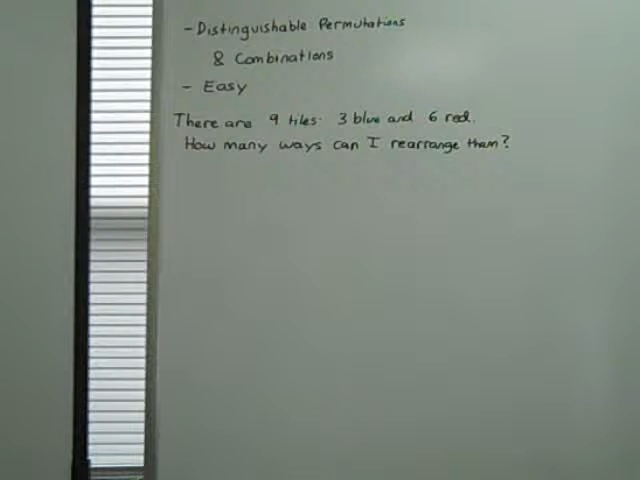 - Distinguishable Permutations
& Combinations
- Easy
There are 9 tiles. 3 blue and 6 red.
How many ways can I rearrange them?